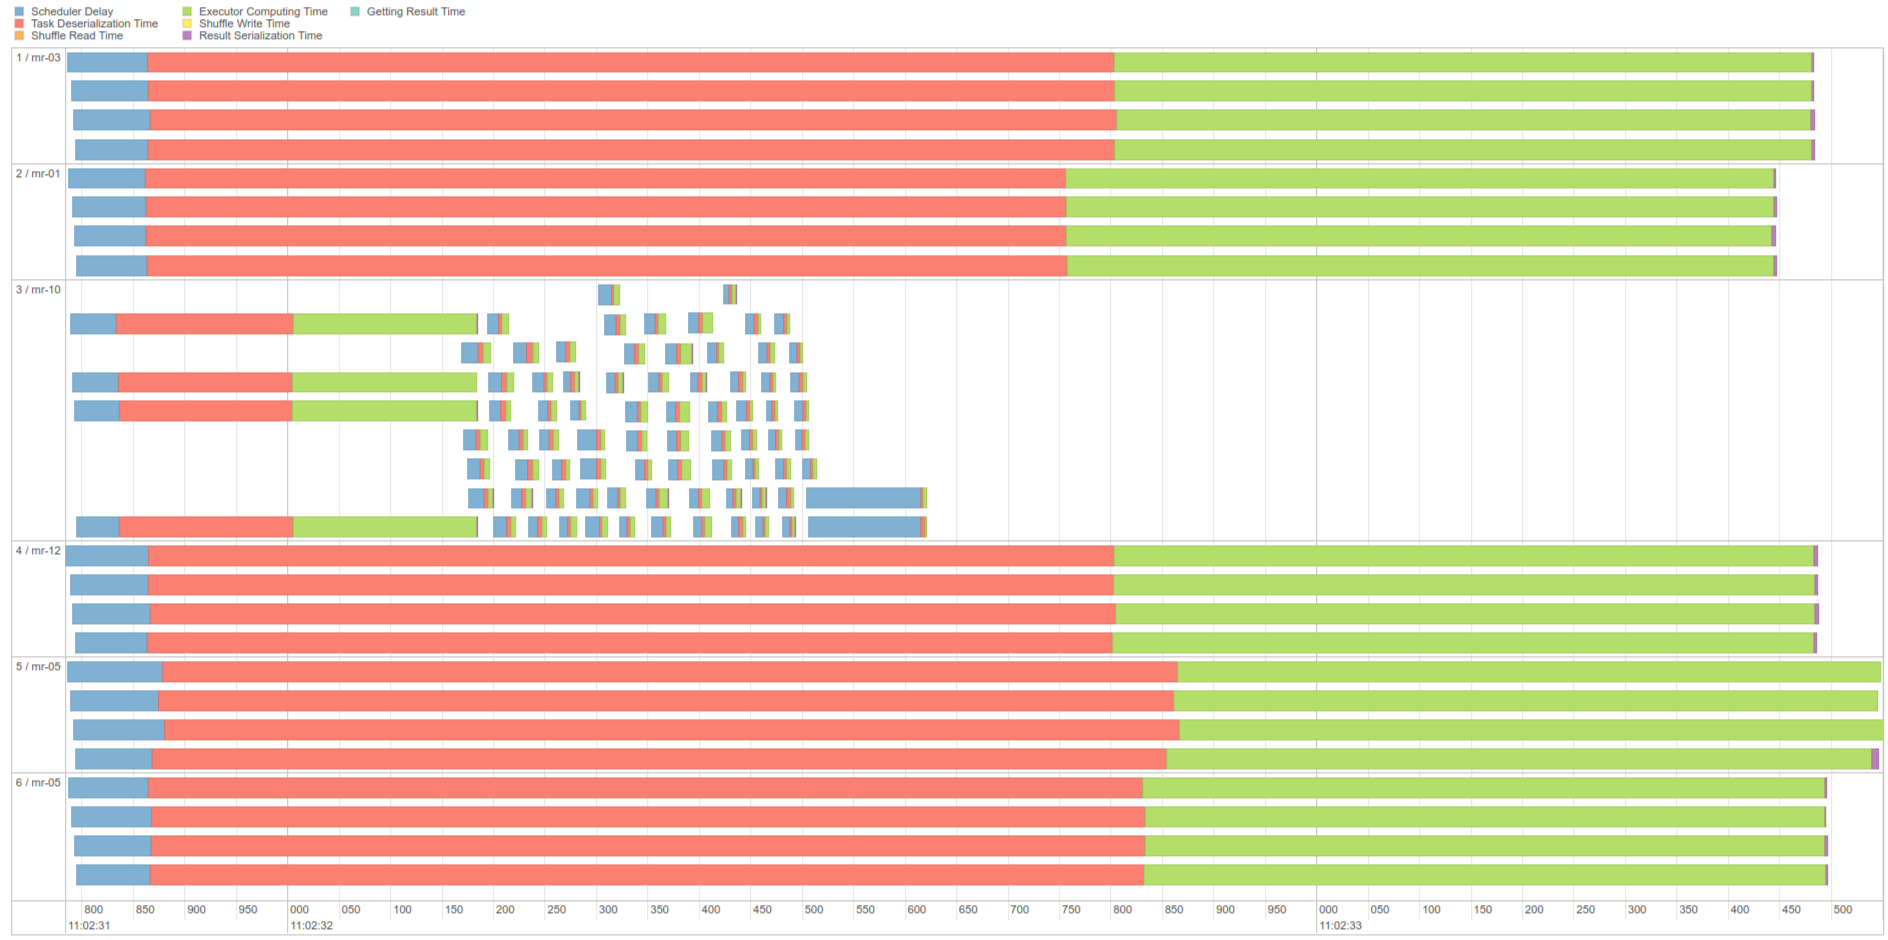 Scheduler Delay Executor Computing Time Getting Result Time
Task Deserialization Time Shuffle Write Time
Shuffle Read Time Result Serialization Time
1 / mr-03
2 / mr-01
3 / mr-10
4 / mr-12
5 / mr-05
6 / mr-05
800 850 900 950 000 050 100 150 200 250 300 350 400 450 500 550 600 650 700 750 800 850 900 950 000 050 100 150 200 250 300 350 400 450 500
11:02:31 11:02:32 11:02:33